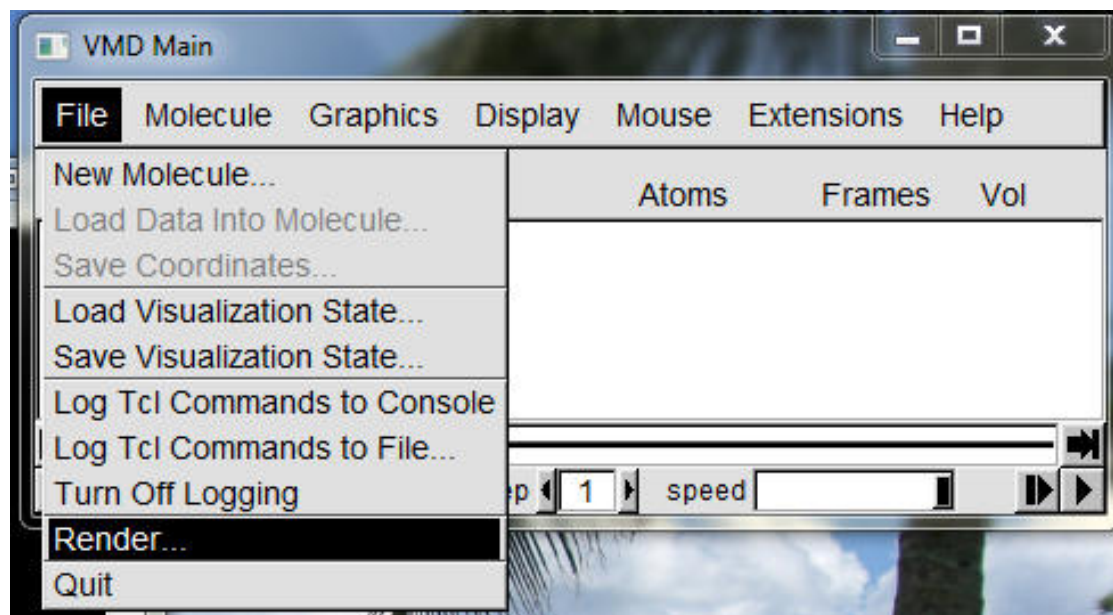 VMD Main
File Molecule Graphics Display Mouse Extensions Help
New Molecule...
Atoms Frames Vol
Load Data Into Molecule...
Save Coordinates...
Load Visualization State...
Save Visualization State...
Log Tcl Commands to Console
Log Tcl Commands to File...
Turn Off Logging
1 speed
Render...
Quit